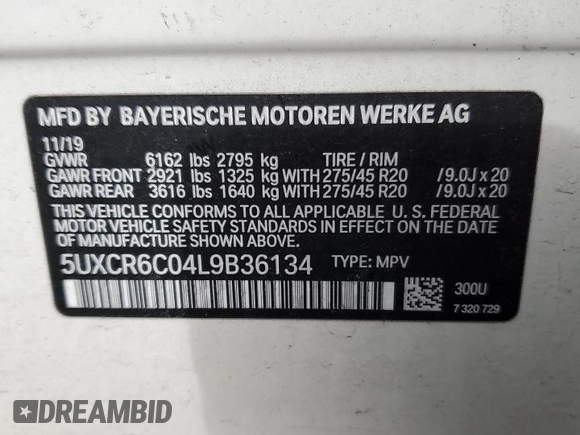 MFD BY BAYERISCHE MOTOREN WERKE AG
11/19
GVWR 6162 lbs 2795 kg TIRE / RIM
GAWR FRONT 2921 lbs 1325 kg WITH 275/45 R20 /9.0J x 20
GAWR REAR 3616 lbs 1640 kg WITH 275/45 R20 /9.0J x 20
THIS VEHICLE CONFORMS TO ALL APPLICABLE U. S. FEDERAL
MOTOR VEHICLE SAFETY STANDARDS IN EFFECT ON THE
DATE OF MANUFACTURE SHOWN ABOVE.
5UXCR6C04L9B36134 TYPE: MPV
300U
7 320 729
DREAMBID